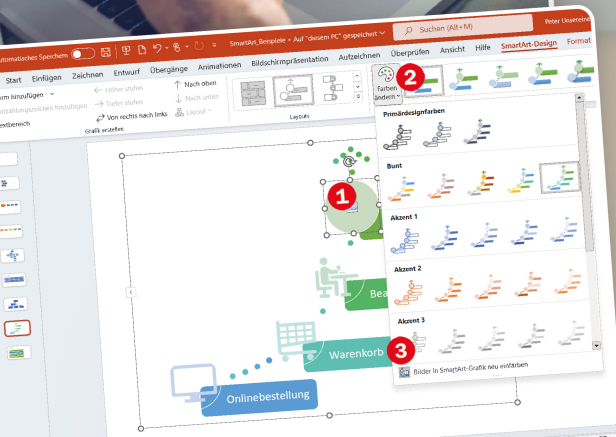 Automatisches Speichern
SmartArt_Beispiele • Auf "diesem PC" gespeichert
Suchen (Alt+M)
Peter
Start Einfügen Zeichnen Entwurf Übergänge Animationen Bildschirmpräsentation Aufzeichnen Überprüfen Ansicht Hilfe SmartArt-Design Format
hinzufügen
Höher stufen
Nach oben
Tiefer stufen
Nach unten
Von rechts nach links
Layout
Grafik erstellen
Layouts
Farben
ändern
2
Primärdesignfarben
Bunt
Akzent 1
Akzent 2
Akzent 3
3
Bilder in SmartArt-Grafik neu einfärben
1
Bea
Warenkorb
Onlinebestellung